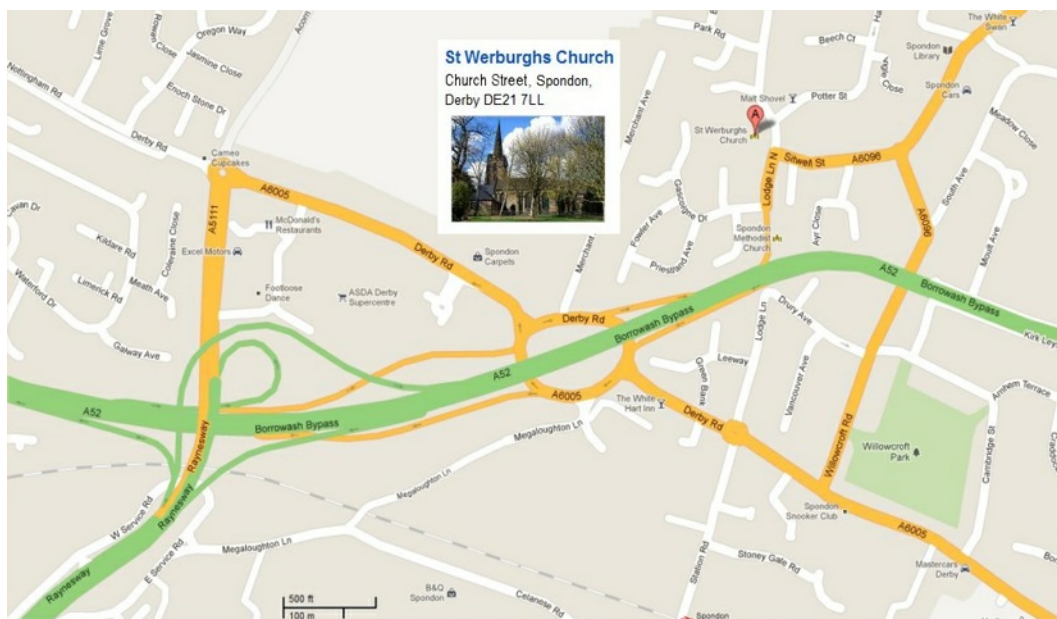 St Werburghs Church
Church Street, Spondon,
Derby DE21 7LL
Lime Grove
Rowan
Close
Oregon Way
Jasmine Close
Acorn
Nottingham Rd
Enoch Stone Dr
Derby Rd
Cameo
Cupcakes
A6005
A5111
McDonald's
Restaurants
Excel Motors
Coleraine Close
Kildare Rd
Limerick Rd
Meath Ave
Waterford Dr
Galway Ave
Footloose
Dance
ASDA Derby
Supercentre
Derby Rd
Spondon
Carpets
Merchant Ave
Merchant
Park Rd
Beech Ct
The White
Swan
Spondon
Library
Spondon
Cars
Malt Shovel
Potter St
A
St Werburghs
Church
Lodge Ln N
Sitwell St
A6096
Meadow Close
South Ave
A6096
Moult Ave
Gascoigne Dr
Fowler Ave
Priestland Ave
Spondon
Methodist
Church
Ayr Close
A52
Borrowash Bypass
Kirk Ley
Derby Rd
Borrowash Bypass
Lodge Ln
Drury Ave
A52
Leeway
Green
Bank
Vancouver Ave
Arnhem Terrace
A6005
The White
Hart Inn
Derby Rd
Willowcroft Rd
Willowcroft
Park
Cambridge St
A52
Borrowash Bypass
Raynesway
Megaloughton Ln
Megaloughton Ln
W Service Rd
Raynesway
Megaloughton Ln
E Service Rd
Raynesway
Spondon
Snooker Club
A6005
Stoney Gate Rd
Station Rd
Mastercars
Derby
B&Q
Spondon
Celanese Rd
Spondon
500 ft
100 m